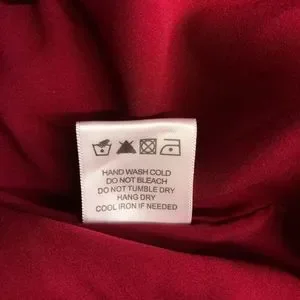 HAND WASH COLD
DO NOT BLEACH
DO NOT TUMBLE DRY
HANG DRY
COOL IRON IF NEEDED